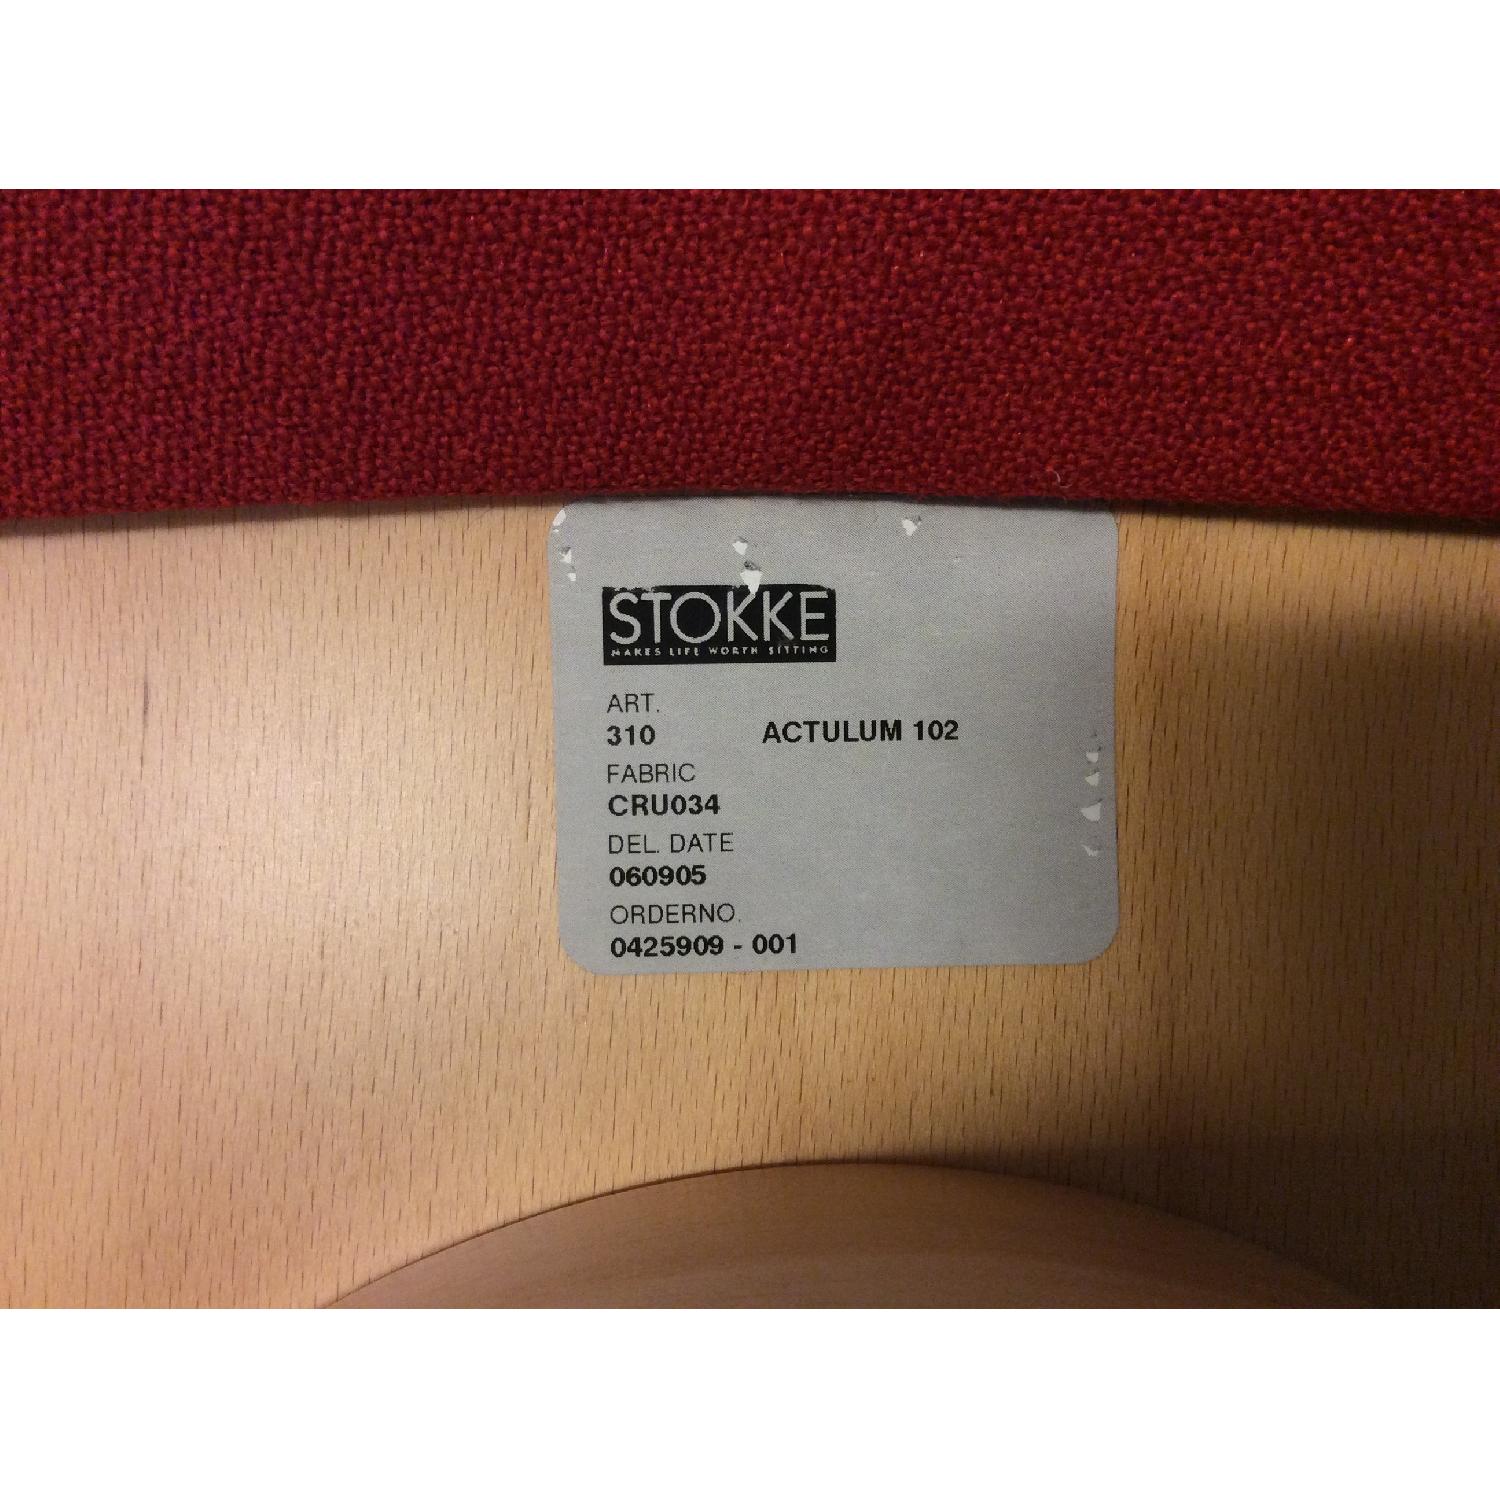 STOKKE
MAKES LIFE WORTH SITTING
ART.
310 ACTULUM 102
FABRIC
CRU034
DEL. DATE
060905
ORDERNO.
0425909 - 001